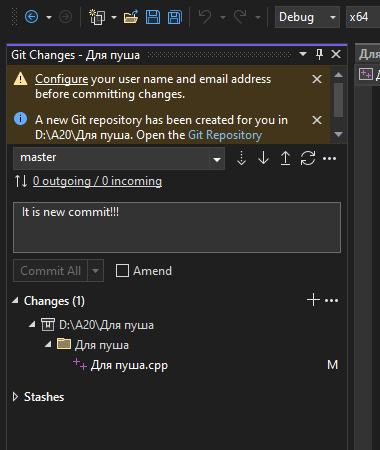 Debug
x64
Git Changes - Для пуша
Для
Configure your user name and email address
before committing changes.
A new Git repository has been created for you in
D:\A20\Для пуша. Open the Git Repository
master
0 outgoing / 0 incoming
It is new commit!!!
Commit All
Amend
Changes (1)
D:\A20\Для пуша
Для пуша
Для пуша.cpp
M
Stashes